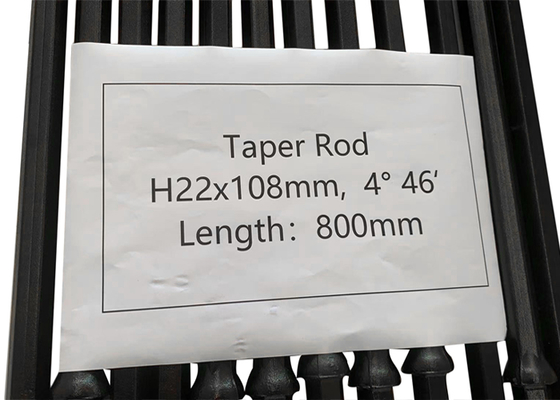 Taper Rod
H22x108mm, 4° 46‘
Length：800mm